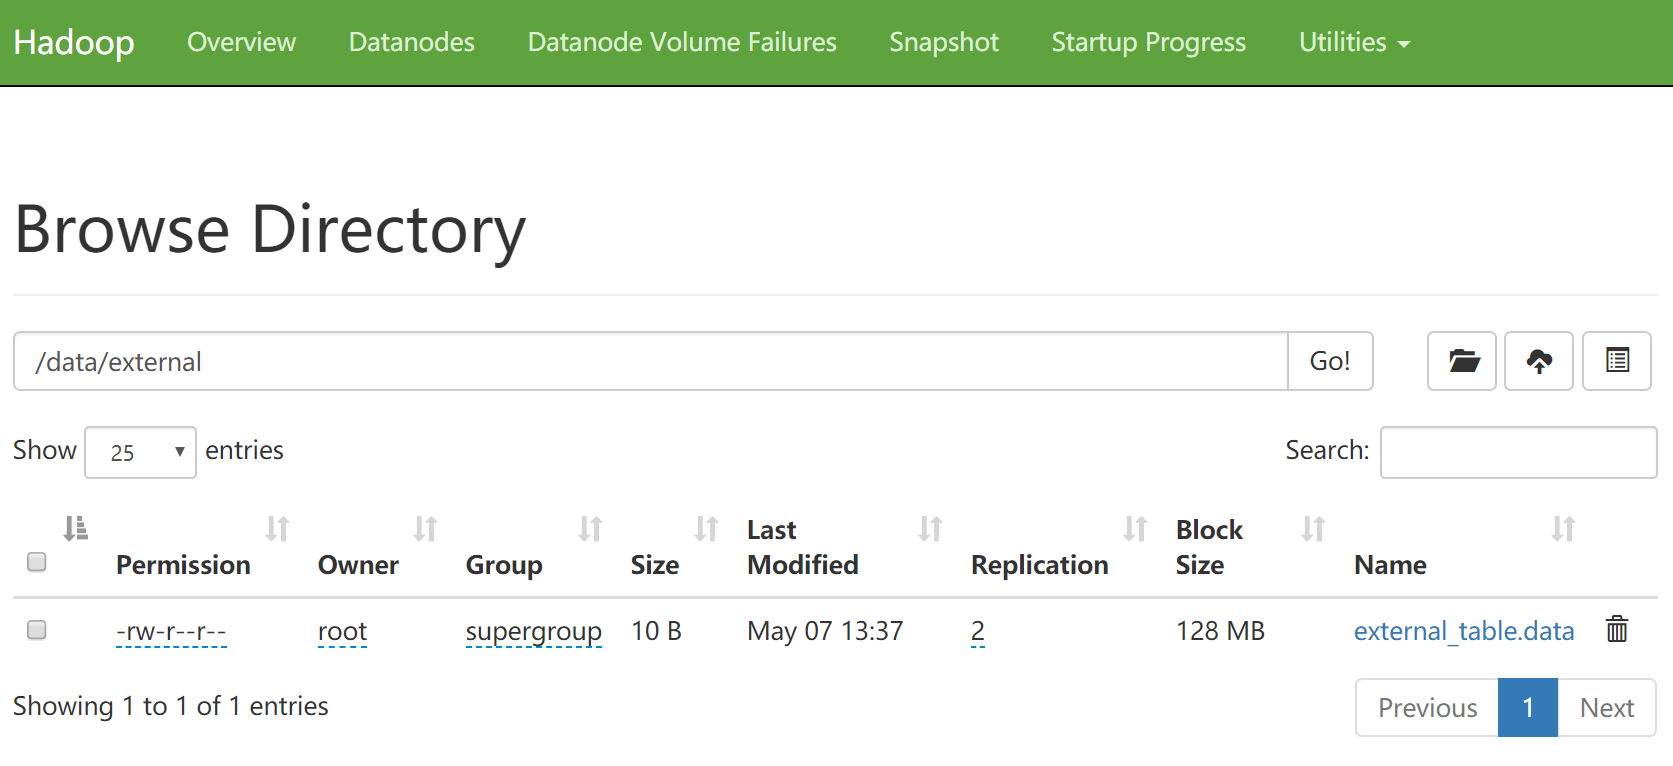 Hadoop Overview Datanodes Datanode Volume Failures Snapshot Startup Progress Utilities
Browse Directory
/data/external Go!
Show 25 entries Search:
Permission Owner Group Size Last Modified Replication Block Size Name
-rw-r--r-- root supergroup 10 B May 07 13:37 2 128 MB external_table.data
Showing 1 to 1 of 1 entries Previous 1 Next